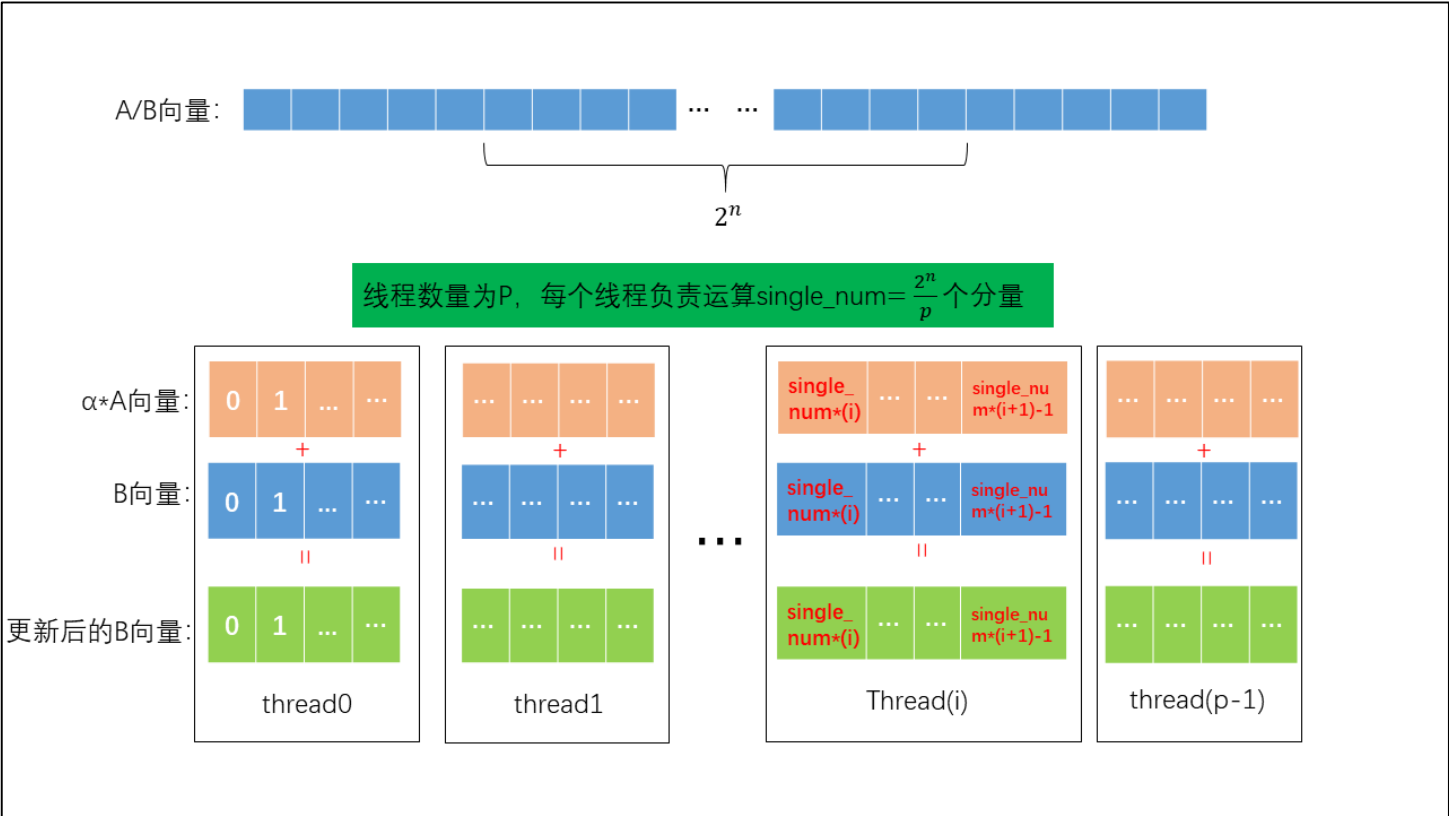 A/B向量：
… …
2ⁿ
线程数量为P，每个线程负责运算single_num= 2ⁿ/p 个分量
α*A向量：
0 1 … …
… … … …
single_
num*(i)
… …
single_nu
m*(i+1)-1
… … … …
+ + + +
B向量：
0 1 … …
… … … …
single_
num*(i)
… …
single_nu
m*(i+1)-1
… … … …
…
= = = =
更新后的B向量：
0 1 … …
… … … …
single_
num*(i)
… …
single_nu
m*(i+1)-1
… … … …
thread0
thread1
Thread(i)
thread(p-1)